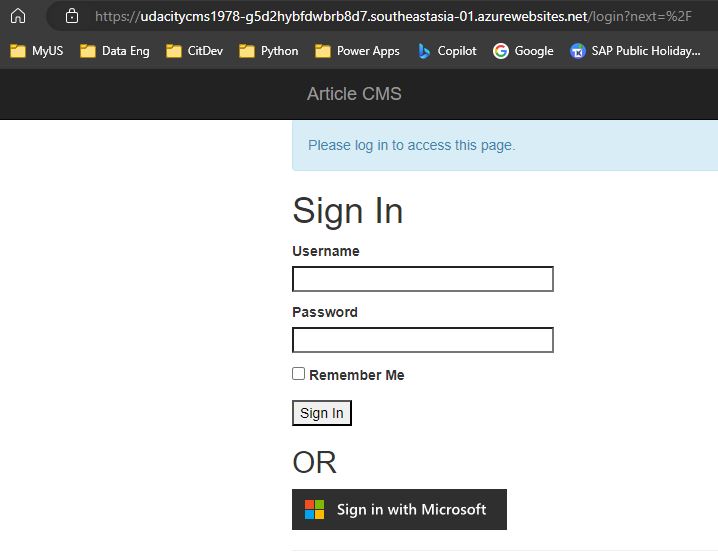 https://udacitycms1978-g5d2hybfdwbrb8d7.southeastasia-01.azurewebsites.net/login?next=%2F
MyUS Data Eng CitDev Python Power Apps Copilot Google SAP Public Holiday...
Article CMS
Please log in to access this page.
Sign In
Username
Password
Remember Me
Sign In
OR
Sign in with Microsoft